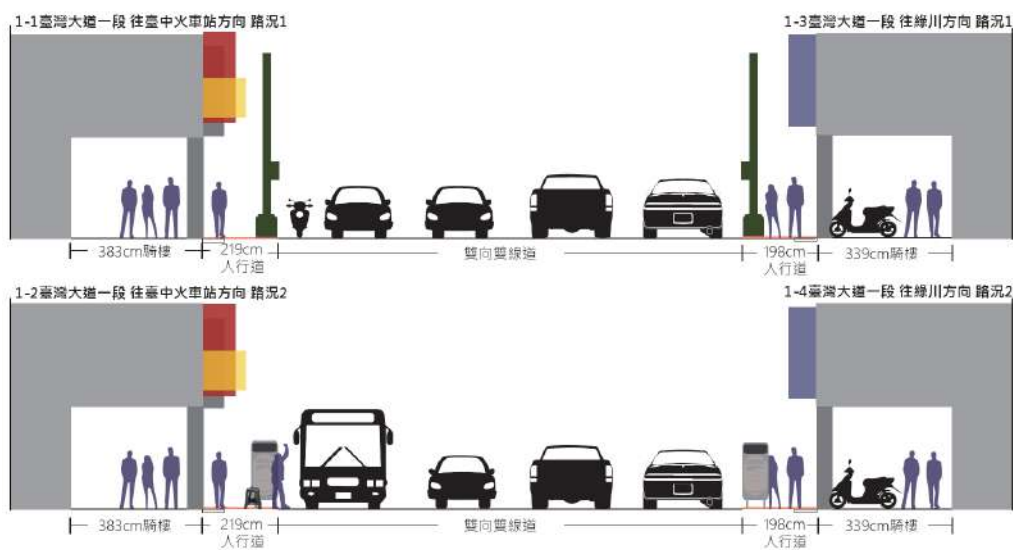 1-1臺灣大道一段 往臺中火車站方向 路況1
1-3臺灣大道一段 往綠川方向 路況1
383cm騎樓
219cm
人行道
雙向雙線道
198cm
人行道
339cm騎樓
1-2臺灣大道一段 往臺中火車站方向 路況2
1-4臺灣大道一段 往綠川方向 路況2
383cm騎樓
219cm
人行道
雙向雙線道
198cm
人行道
339cm騎樓